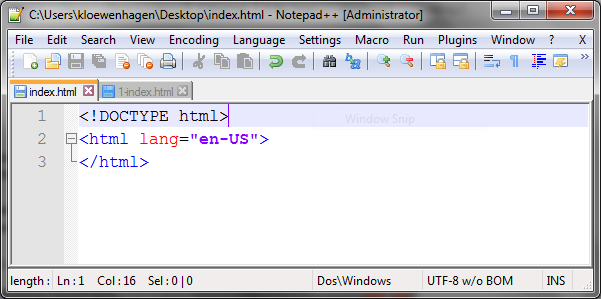 C:\Users\kloewenhagen\Desktop\index.html - Notepad++ [Administrator]
File Edit Search View Encoding Language Settings Macro Run Plugins Window ? X
index.html 1-index.html
Window Snip
1 <!DOCTYPE html>
2 <html lang="en-US">
3 </html>
length : Ln : 1 Col : 16 Sel : 0 | 0 Dos\Windows UTF-8 w/o BOM INS